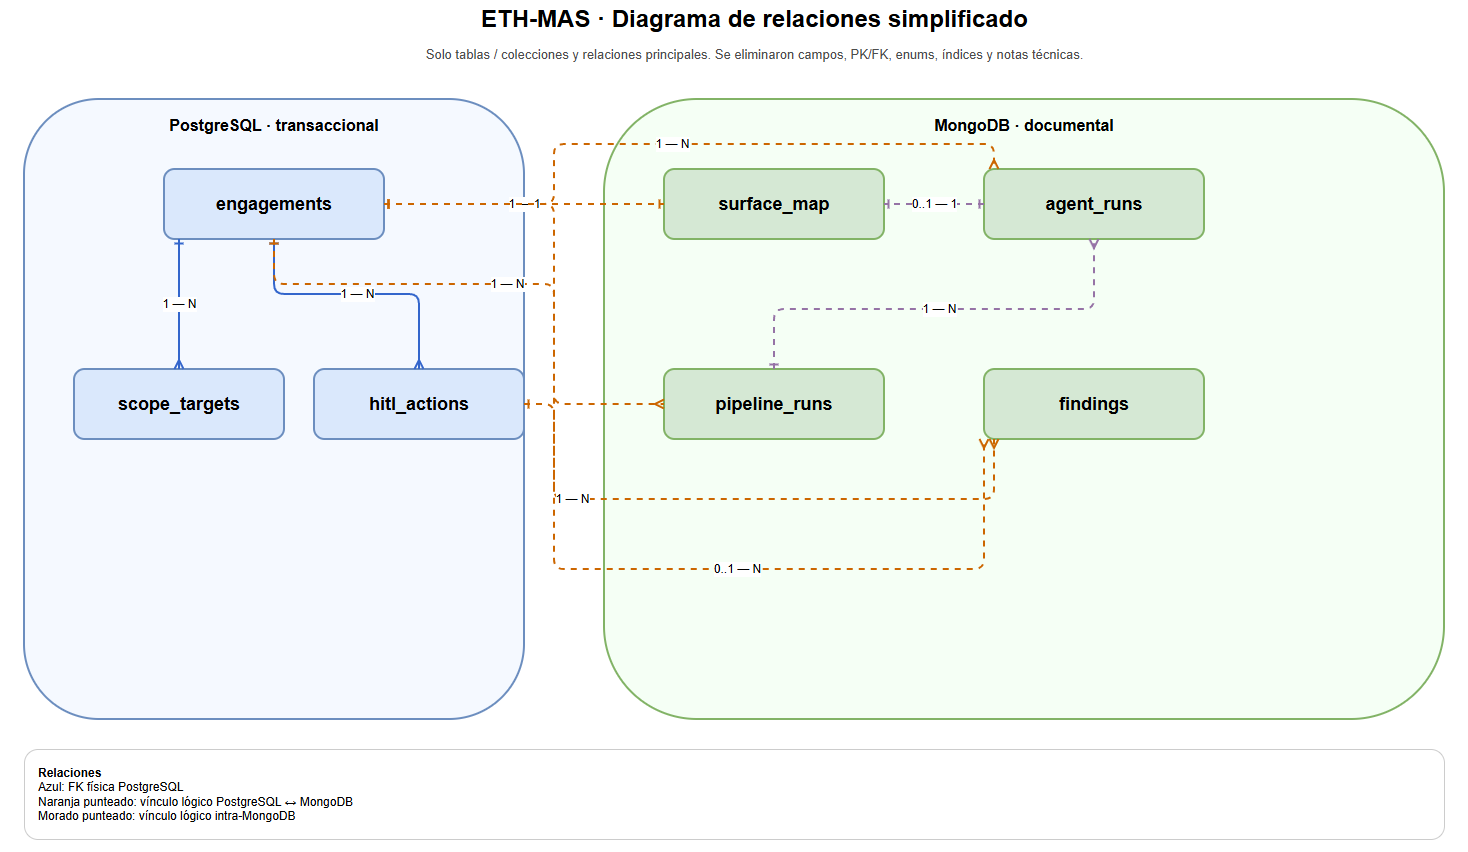 ETH-MAS · Diagrama de relaciones simplificado
Solo tablas / colecciones y relaciones principales. Se eliminaron campos, PK/FK, enums, índices y notas técnicas.
PostgreSQL · transaccional
MongoDB · documental
1 — N
engagements
1 — 1
surface_map
0..1 — 1
agent_runs
1 — N
1 — N
1 — N
1 — N
scope_targets
hitl_actions
pipeline_runs
findings
1 — N
0..1 — N
Relaciones
Azul: FK física PostgreSQL
Naranja punteado: vínculo lógico PostgreSQL ↔ MongoDB
Morado punteado: vínculo lógico intra-MongoDB